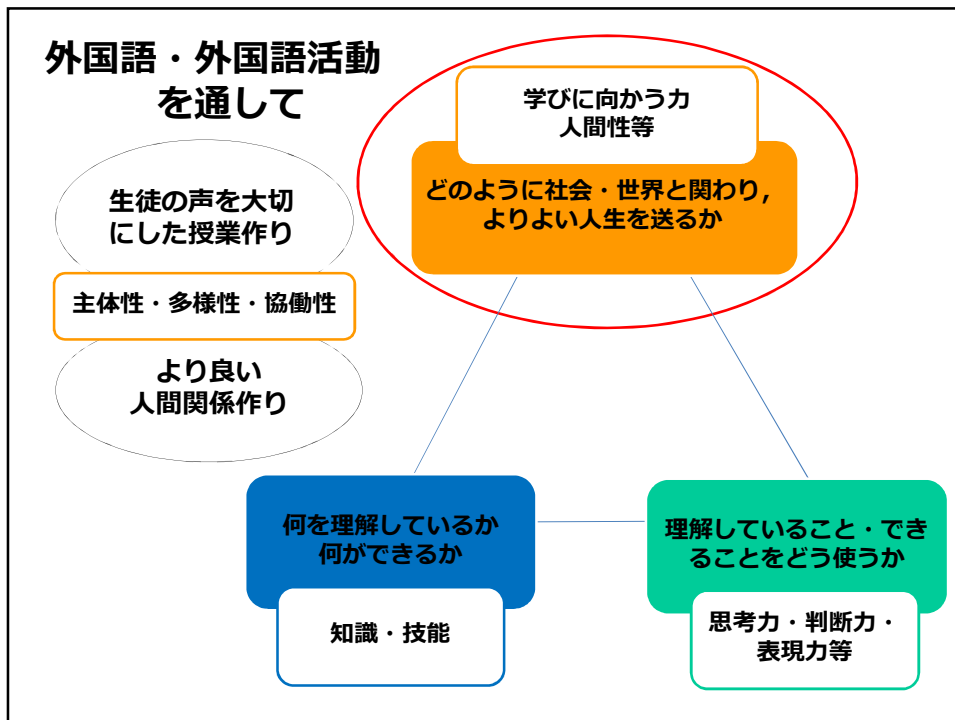 外国語・外国語活動
を通して
学びに向かう力
人間性等
どのように社会・世界と関わり,
よりよい人生を送るか
生徒の声を大切
にした授業作り
主体性・多様性・協働性
より良い
人間関係作り
何を理解しているか
何ができるか
知識・技能
理解していること・でき
ることをどう使うか
思考力・判断力・
表現力等